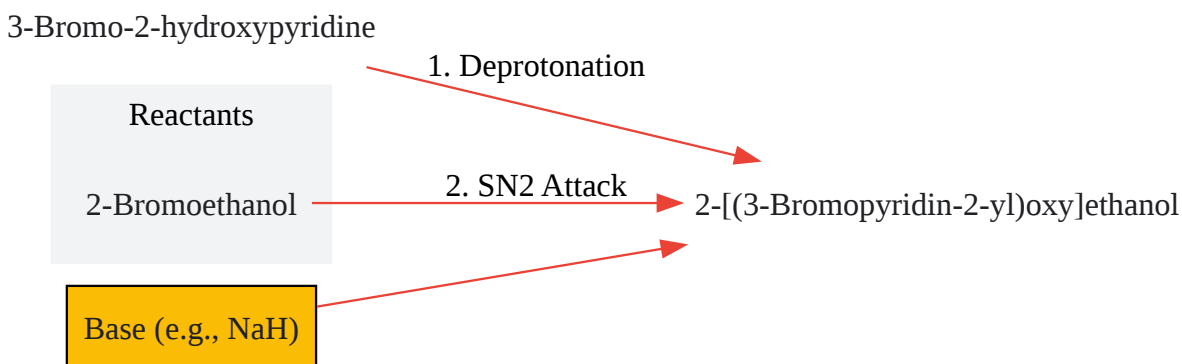 3-Bromo-2-hydroxypyridine
1. Deprotonation
Reactants
2-Bromoethanol
2. SN2 Attack
2-[(3-Bromopyridin-2-yl)oxy]ethanol
Base (e.g., NaH)